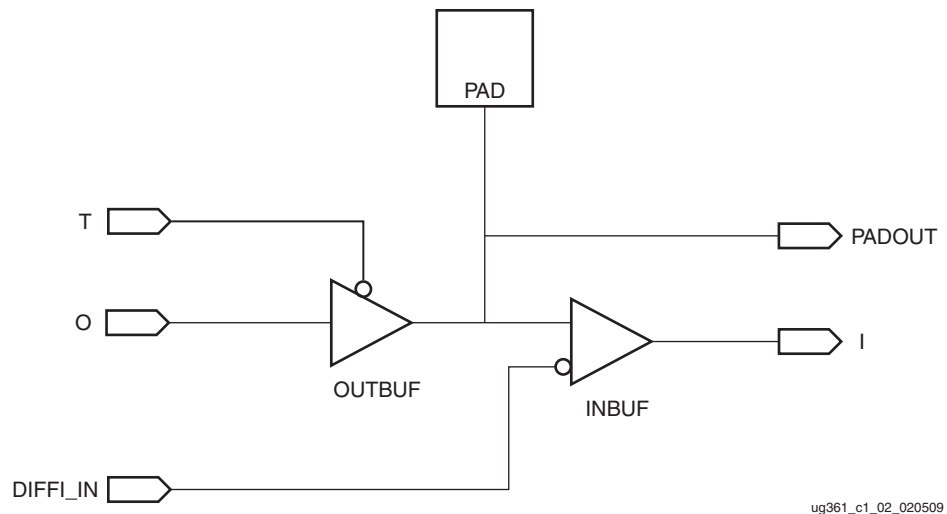 PAD
T
PADOUT
O
I
OUTBUF
INBUF
DIFFI_IN
ug361_c1_02_020509